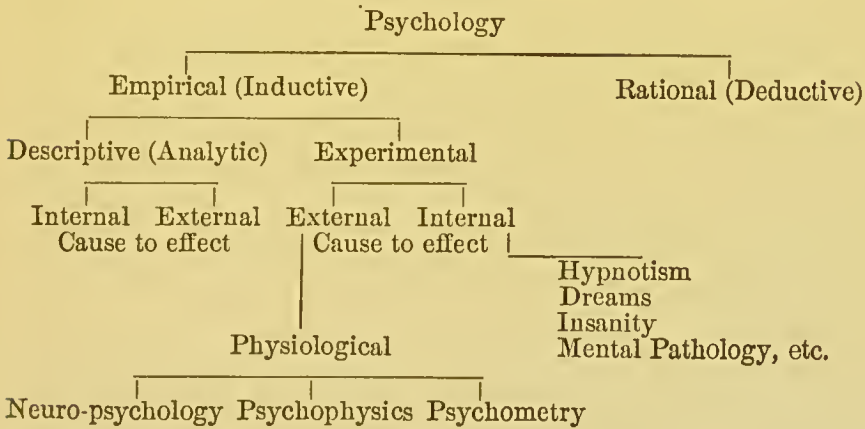 Psychology
Empirical (Inductive) Rational (Deductive)
Descriptive (Analytic) Experimental
Internal External External Internal
Cause to effect Cause to effect
Hypnotism
Dreams
Insanity
Mental Pathology, etc.
Physiological
Neuro-psychology Psychophysics Psychometry